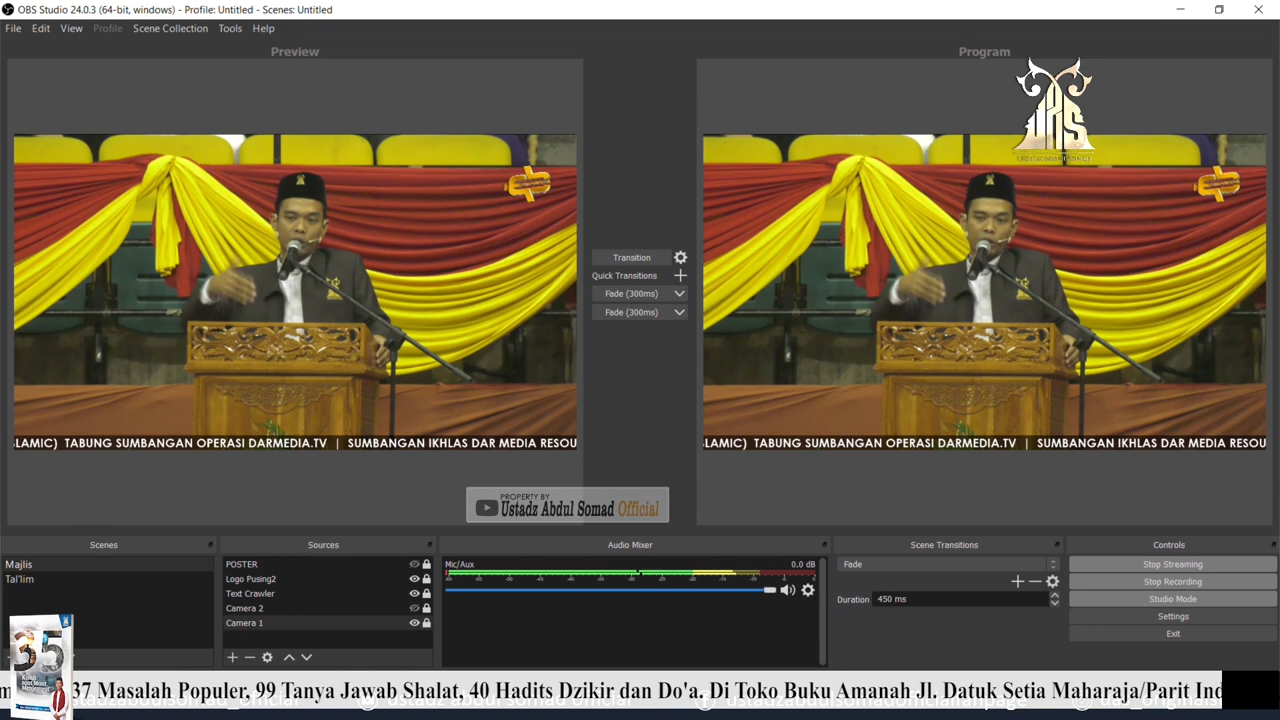 OBS Studio 24.0.3 (64-bit, windows) - Profile: Untitled - Scenes: Untitled
File Edit View Profile Scene Collection Tools Help
Preview
Program
URS
Transition
Quick Transitions
Fade (300ms)
Fade (300ms)
SLAMIC) TABUNG SUMBANGAN OPERASI DARMEDIA.TV | SUMBANGAN IKHLAS DAR MEDIA RESOU
SLAMIC) TABUNG SUMBANGAN OPERASI DARMEDIA.TV | SUMBANGAN IKHLAS DAR MEDIA RESOU
PROPERTY BY
Ustadz Abdul Somad Official
Scenes
Majlis
Tal'lim
Sources
POSTER
Logo Pusing2
Text Crawler
Camera 2
Camera 1
Audio Mixer
Mic/Aux 0.0 dB
Scene Transitions
Fade
Duration 450 ms
Controls
Stop Streaming
Stop Recording
Studio Mode
Settings
Exit
35
37 Masalah Populer, 99 Tanya Jawab Shalat, 40 Hadits Dzikir dan Do'a. Di Toko Buku Amanah Jl. Datuk Setia Maharaja/Parit Ind